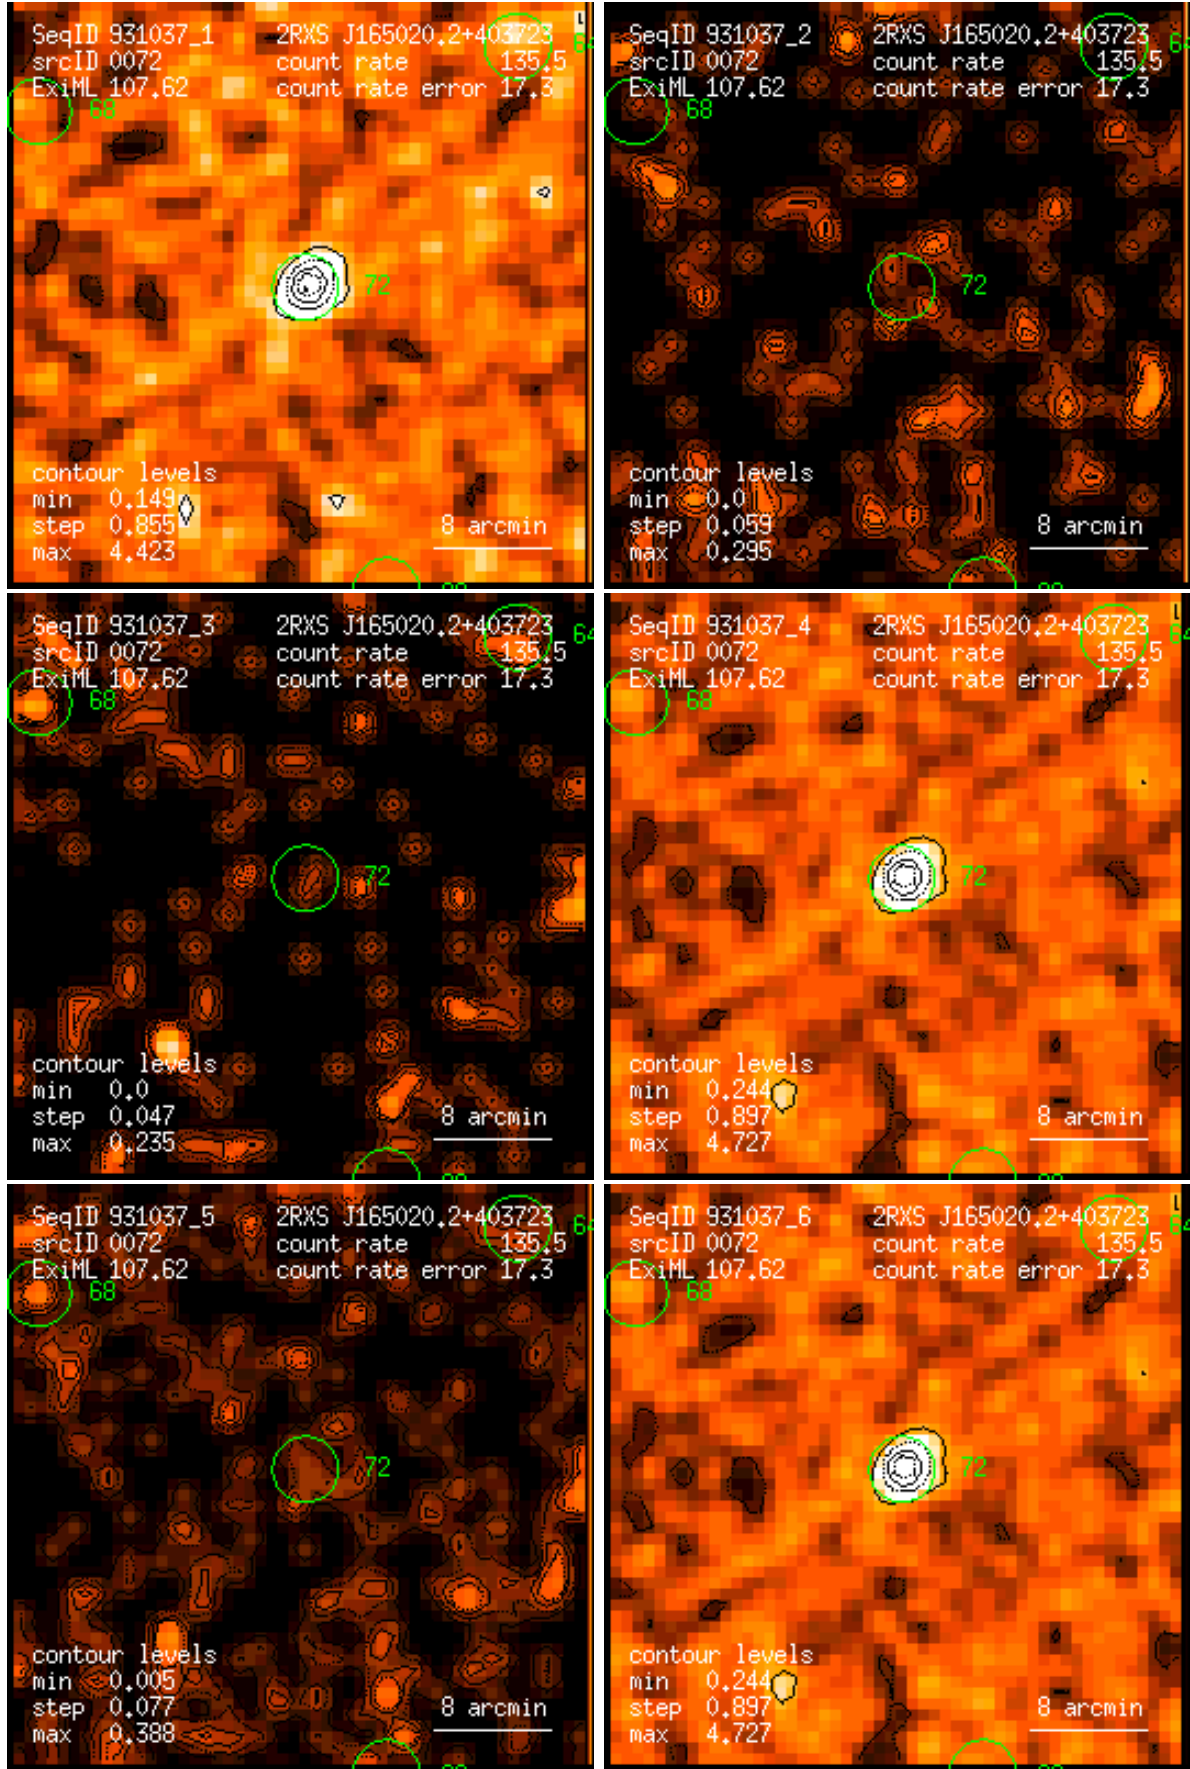 SeqID 931037_1 2RXS J165020.2+403723
srcID 0072 count rate 135.5 64
ExiML 107.62 count rate error 17.3
68
72
contour levels
min 0.149
step 0.855 8 arcmin
max 4.423
SeqID 931037_2 2RXS J165020.2+403723
srcID 0072 count rate 135.5 64
ExiML 107.62 count rate error 17.3
68
72
contour levels
min 0.0
step 0.059 8 arcmin
max 0.295
SeqID 931037_3 2RXS J165020.2+403723
srcID 0072 count rate 135.5 64
ExiML 107.62 count rate error 17.3
68
72
contour levels
min 0.0
step 0.047 8 arcmin
max 0.235
SeqID 931037_4 2RXS J165020.2+403723
srcID 0072 count rate 135.5 64
ExiML 107.62 count rate error 17.3
68
72
contour levels
min 0.244
step 0.897 8 arcmin
max 4.727
SeqID 931037_5 2RXS J165020.2+403723
srcID 0072 count rate 135.5 64
ExiML 107.62 count rate error 17.3
68
72
contour levels
min 0.005
step 0.077 8 arcmin
max 0.388
SeqID 931037_6 2RXS J165020.2+403723
srcID 0072 count rate 135.5 64
ExiML 107.62 count rate error 17.3
68
72
contour levels
min 0.244
step 0.897 8 arcmin
max 4.727